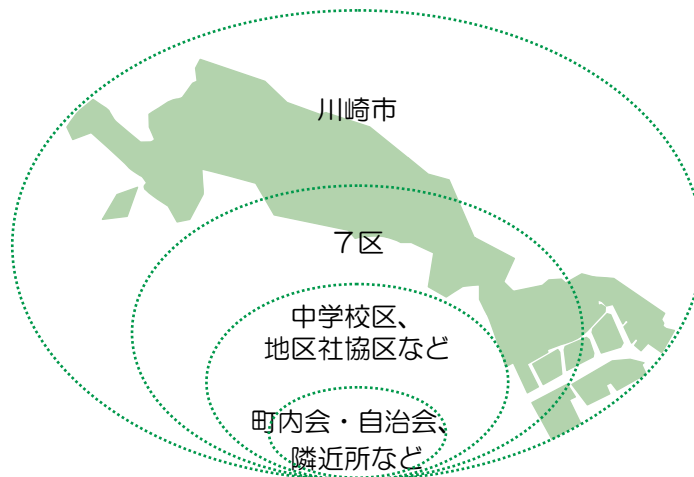 川崎市
７区
中学校区、
地区社協区など
町内会・自治会、
隣近所など